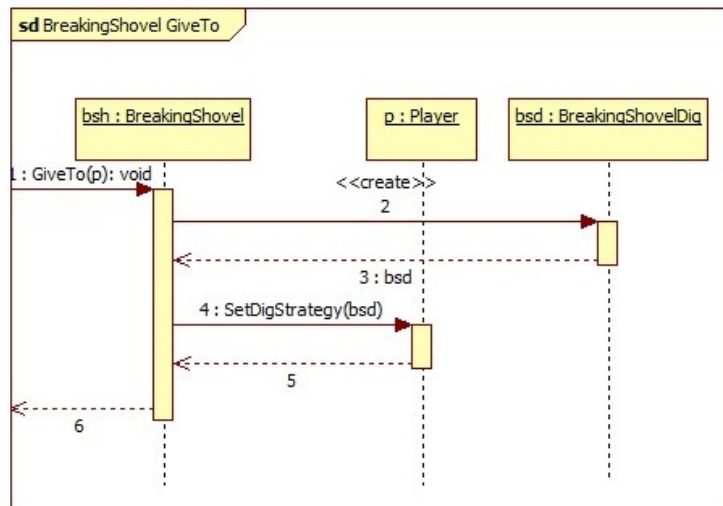 sd BreakingShovel GiveTo
bsh : BreakingShovel
p : Player
bsd : BreakingShovelDig
1 : GiveTo(p): void
<<create>>
2
3 : bsd
4 : SetDigStrategy(bsd)
5
6